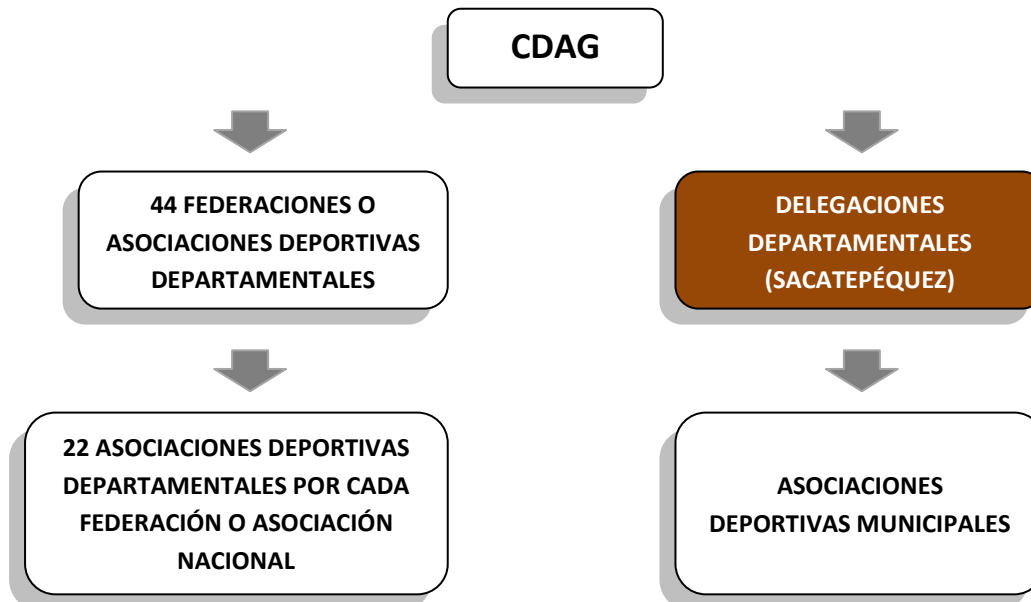 CDAG
44 FEDERACIONES O
ASOCIACIONES DEPORTIVAS
DEPARTAMENTALES
DELEGACIONES
DEPARTAMENTALES
(SACATEPÉQUEZ)
22 ASOCIACIONES DEPORTIVAS
DEPARTAMENTALES POR CADA
FEDERACIÓN O ASOCIACIÓN
NACIONAL
ASOCIACIONES
DEPORTIVAS MUNICIPALES